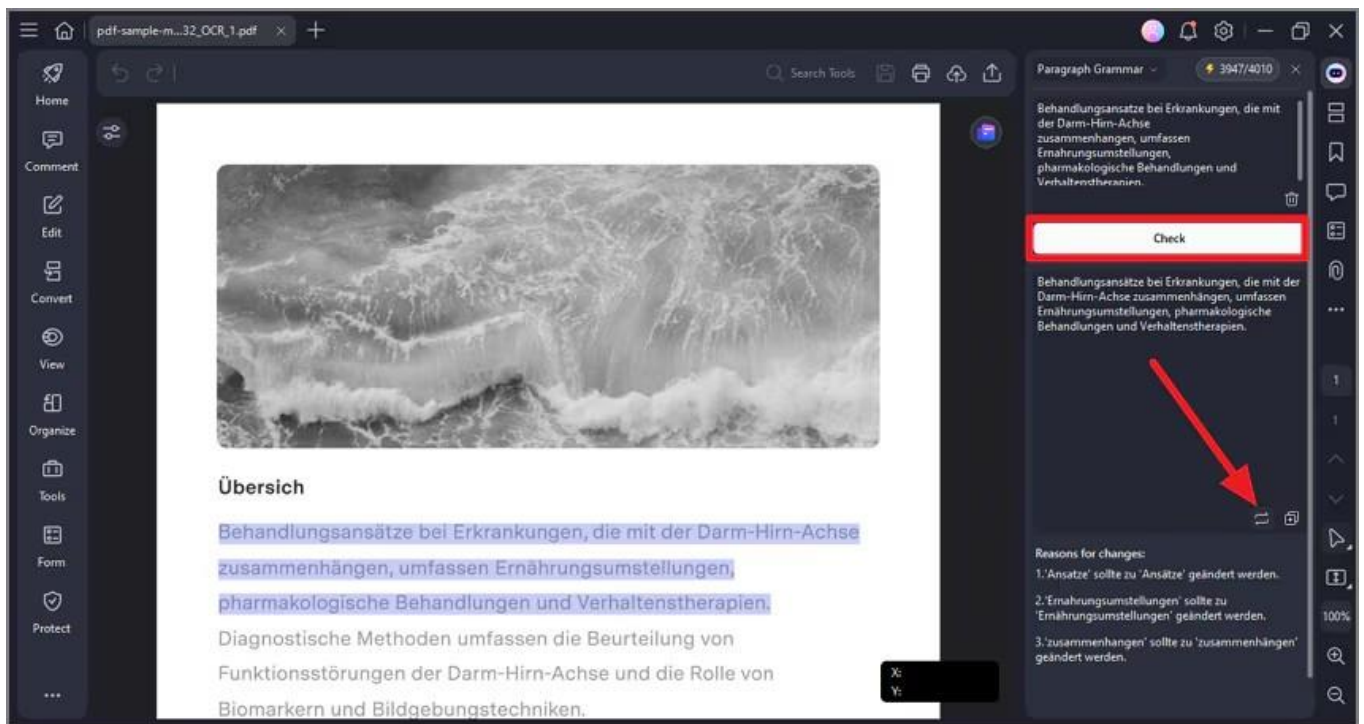 pdf-sample-m...32_OCR_1.pdf
Search Tools
Home
Comment
Edit
Convert
View
Organize
Tools
Form
Protect
Übersich
Behandlungsansätze bei Erkrankungen, die mit der Darm-Hirn-Achse
zusammenhängen, umfassen Ernährungsumstellungen,
pharmakologische Behandlungen und Verhaltenstherapien.
Diagnostische Methoden umfassen die Beurteilung von
Funktionsstörungen der Darm-Hirn-Achse und die Rolle von
Biomarkern und Bildgebungstechniken.
X:
Y:
Paragraph Grammar
3947/4010
Behandlungsansatze bei Erkrankungen, die mit
der Darm-Hirn-Achse
zusammenhangen, umfassen
Ernahrungsumstellungen,
pharmakologische Behandlungen und
Verhaltenstherapien.
Check
Behandlungsansätze bei Erkrankungen, die mit der
Darm-Hirn-Achse zusammenhängen, umfassen
Ernährungsumstellungen, pharmakologische
Behandlungen und Verhaltenstherapien.
Reasons for changes:
1.'Ansatze' sollte zu 'Ansätze' geändert werden.
2.'Ernahrungsumstellungen' sollte zu
'Ernährungsumstellungen' geändert werden.
3.'zusammenhangen' sollte zu 'zusammenhängen'
geändert werden.
1
1
100%